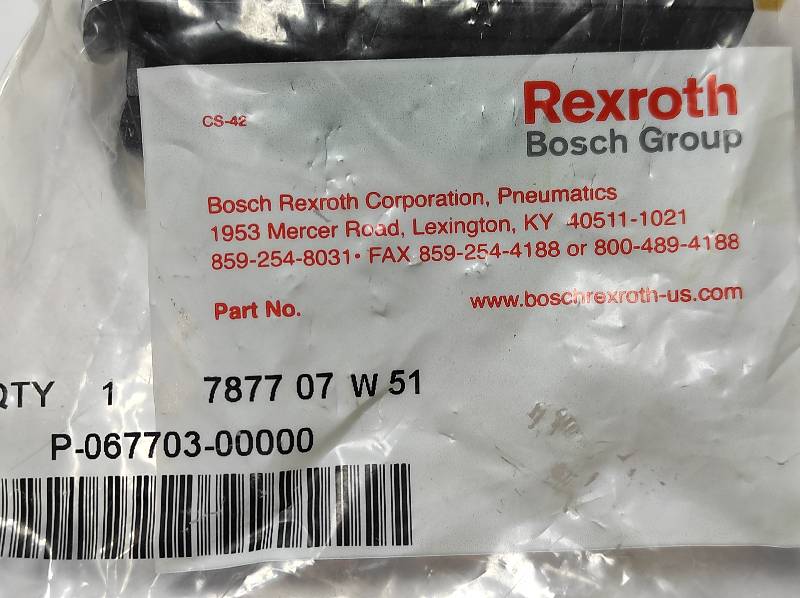 CS-42
Rexroth
Bosch Group
Bosch Rexroth Corporation, Pneumatics
1953 Mercer Road, Lexington, KY 40511-1021
859-254-8031• FAX 859-254-4188 or 800-489-4188
Part No.
www.boschrexroth-us.com
QTY 1 7877 07 W 51
P-067703-00000